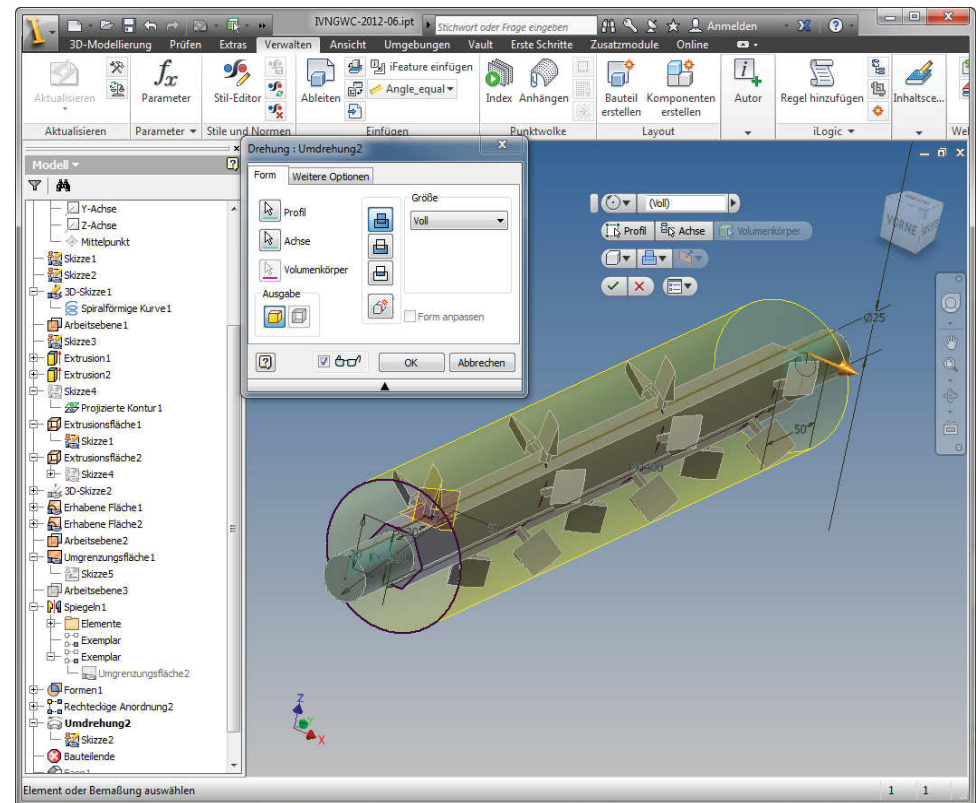 IVNGWC-2012-06.ipt
Stichwort oder Frage eingeben
Anmelden
3D-Modellierung Prüfen Extras Verwalten Ansicht Umgebungen Vault Erste Schritte Zusatzmodule Online
Aktualisieren
Parameter
Stil-Editor
Ableiten
iFeature einfügen
Angle_equal
Index Anhängen
Bauteil erstellen
Komponenten erstellen
Autor
Regel hinzufügen
Inhaltsce...
Aktualisieren Parameter Stile und Normen Einfügen Punktwolke Layout iLogic
Modell
Y-Achse
Z-Achse
Mittelpunkt
Skizze1
Skizze2
3D-Skizze1
Spiralförmige Kurve1
Arbeitsebene1
Skizze3
Extrusion1
Extrusion2
Skizze4
Projizierte Kontur1
Extrusionsfläche1
Skizze1
Extrusionsfläche2
Skizze4
3D-Skizze2
Erhabene Fläche1
Erhabene Fläche2
Arbeitsebene2
Umgrenzungsfläche1
Skizze5
Arbeitsebene3
Spiegeln1
Elemente
Exemplar
Exemplar
Umgrenzungsfläche2
Formen1
Rechteckige Anordnung2
Umdrehung2
Skizze2
Bauteilende
Drehung : Umdrehung2
Form Weitere Optionen
Profil
Achse
Volumenkörper
Ausgabe
Größe
Voll
Form anpassen
OK Abbrechen
(Voll)
Profil Achse Volumenkörper
VORNE
Ø25
50
Z
Y
X
Element oder Bemaßung auswählen
1 1